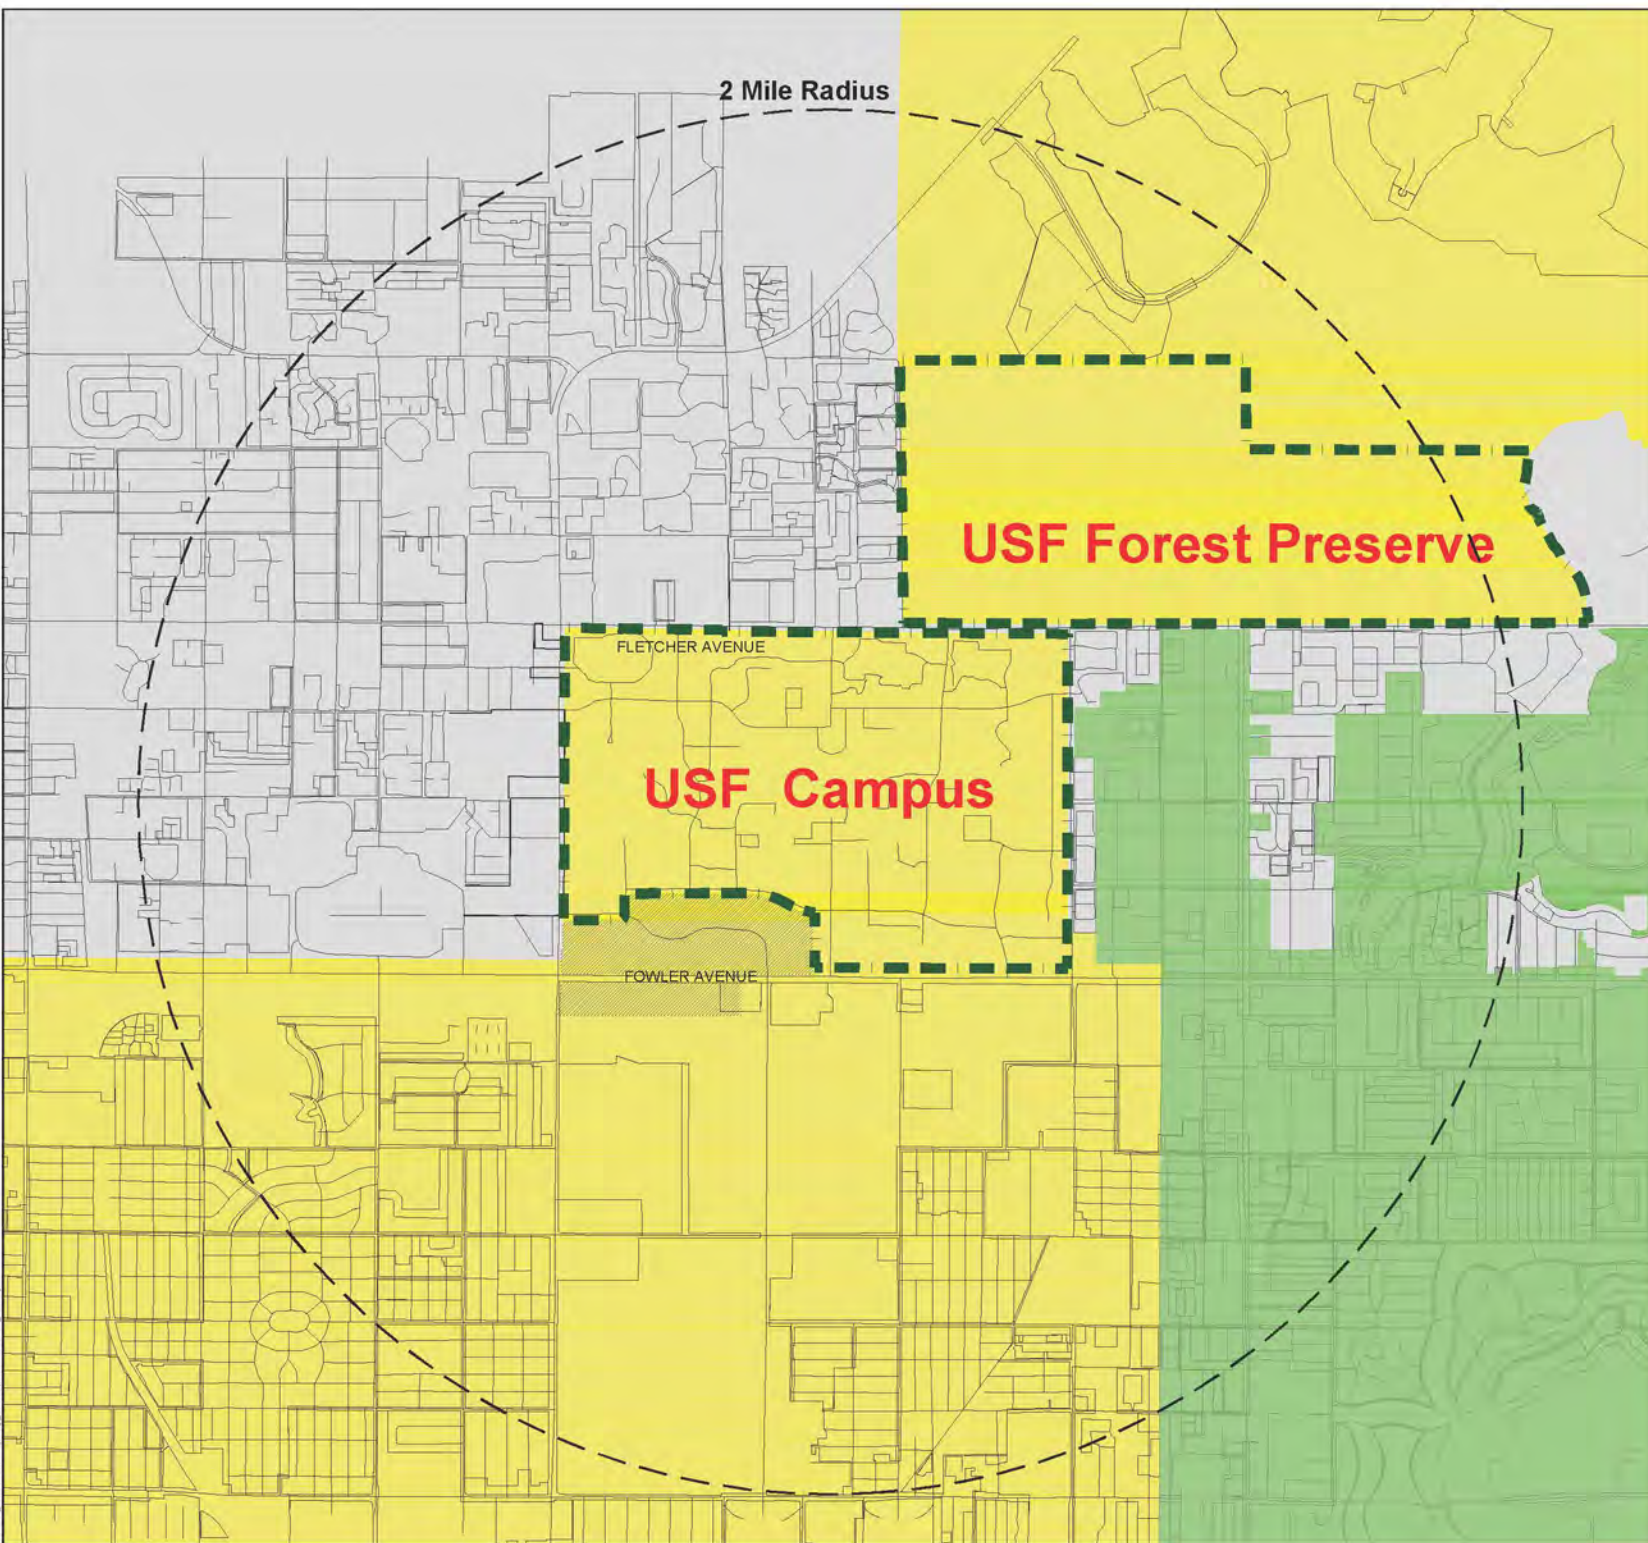 2 Mile Radius
USF Forest Preserve
FLETCHER AVENUE
USF Campus
FOWLER AVENUE